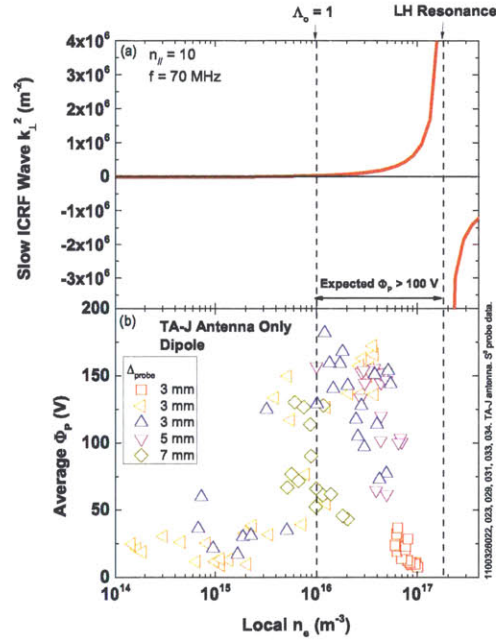 Λₒ = 1 LH Resonance
(a)
n// = 10
f = 70 MHz
Slow ICRF Wave k⊥² (m⁻²)
4x10⁶
3x10⁶
2x10⁶
1x10⁶
0
-1x10⁶
-2x10⁶
-3x10⁶
Expected Φₚ > 100 V
(b) TA-J Antenna Only
Dipole
Δprobe
3 mm
3 mm
3 mm
5 mm
7 mm
Average Φₚ (V)
200
150
100
50
0
10¹⁴ 10¹⁵ 10¹⁶ 10¹⁷
Local nₑ (m⁻³)
1100326022, 023, 029, 031, 033, 034. TA-J Antenna. S³ probe data.